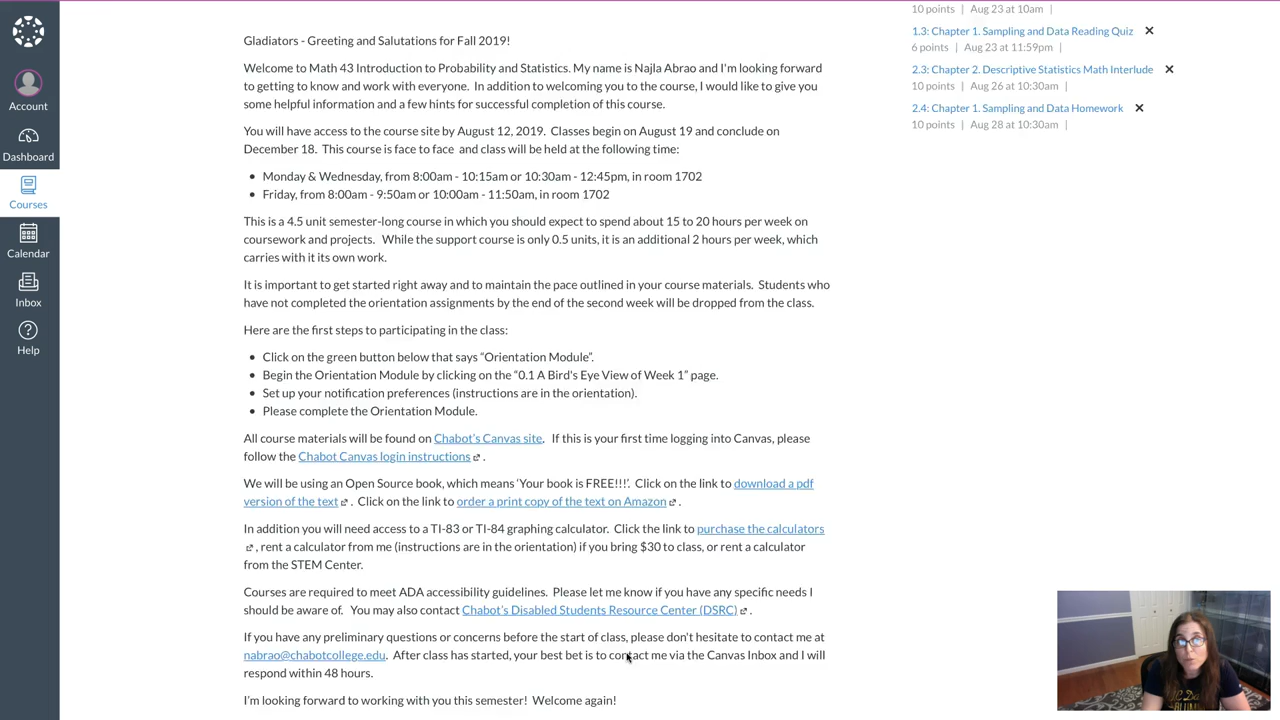 Account
Dashboard
Courses
Calendar
Inbox
Help
Gladiators - Greeting and Salutations for Fall 2019!
Welcome to Math 43 Introduction to Probability and Statistics. My name is Najla Abrao and I'm looking forward
to getting to know and work with everyone. In addition to welcoming you to the course, I would like to give you
some helpful information and a few hints for successful completion of this course.
You will have access to the course site by August 12, 2019. Classes begin on August 19 and conclude on
December 18. This course is face to face and class will be held at the following time:
• Monday & Wednesday, from 8:00am - 10:15am or 10:30am - 12:45pm, in room 1702
• Friday, from 8:00am - 9:50am or 10:00am - 11:50am, in room 1702
This is a 4.5 unit semester-long course in which you should expect to spend about 15 to 20 hours per week on
coursework and projects. While the support course is only 0.5 units, it is an additional 2 hours per week, which
carries with it its own work.
It is important to get started right away and to maintain the pace outlined in your course materials. Students who
have not completed the orientation assignments by the end of the second week will be dropped from the class.
Here are the first steps to participating in the class:
• Click on the green button below that says “Orientation Module”.
• Begin the Orientation Module by clicking on the “0.1 A Bird's Eye View of Week 1” page.
• Set up your notification preferences (instructions are in the orientation).
• Please complete the Orientation Module.
All course materials will be found on Chabot’s Canvas site. If this is your first time logging into Canvas, please
follow the Chabot Canvas login instructions .
We will be using an Open Source book, which means ‘Your book is FREE!!!’. Click on the link to download a pdf
version of the text . Click on the link to order a print copy of the text on Amazon .
In addition you will need access to a TI-83 or TI-84 graphing calculator. Click the link to purchase the calculators
, rent a calculator from me (instructions are in the orientation) if you bring $30 to class, or rent a calculator
from the STEM Center.
Courses are required to meet ADA accessibility guidelines. Please let me know if you have any specific needs I
should be aware of. You may also contact Chabot’s Disabled Students Resource Center (DSRC) .
If you have any preliminary questions or concerns before the start of class, please don't hesitate to contact me at
nabrao@chabotcollege.edu. After class has started, your best bet is to contact me via the Canvas Inbox and I will
respond within 48 hours.
I’m looking forward to working with you this semester! Welcome again!
10 points | Aug 23 at 10am |
1.3: Chapter 1. Sampling and Data Reading Quiz
6 points | Aug 23 at 11:59pm |
2.3: Chapter 2. Descriptive Statistics Math Interlude
10 points | Aug 26 at 10:30am |
2.4: Chapter 1. Sampling and Data Homework
10 points | Aug 28 at 10:30am |